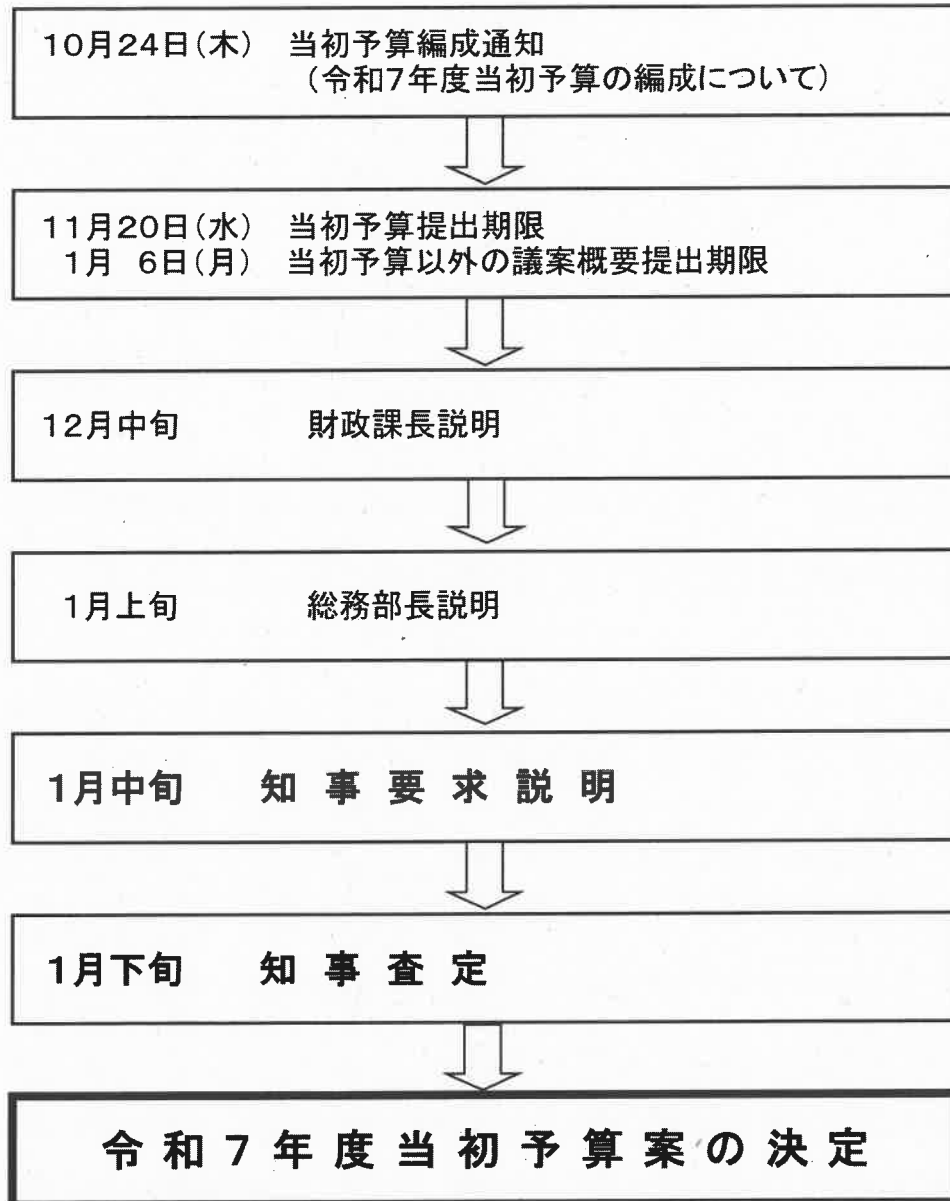 10月24日(木) 当初予算編成通知
(令和7年度当初予算の編成について)
11月20日(水) 当初予算提出期限
1月 6日(月) 当初予算以外の議案概要提出期限
12月中旬 財政課長説明
1月上旬 総務部長説明
1月中旬 知事要求説明
1月下旬 知事査定
令和7年度当初予算案の決定